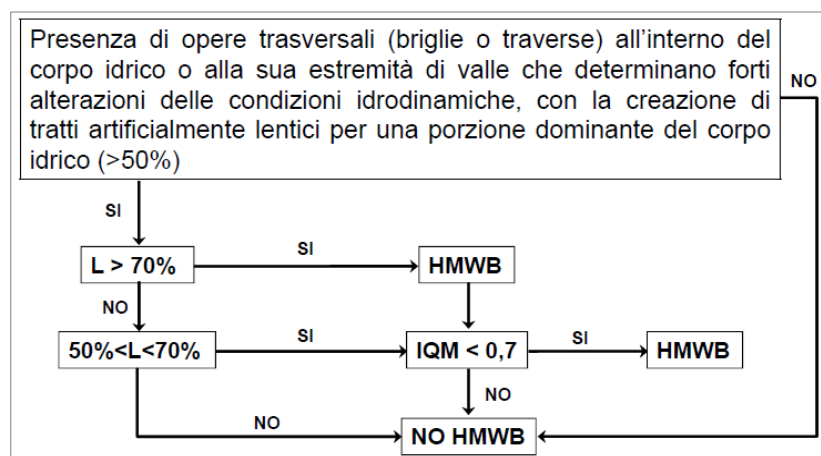 Presenza di opere trasversali (briglie o traverse) all'interno del
corpo idrico o alla sua estremità di valle che determinano forti
alterazioni delle condizioni idrodinamiche, con la creazione di
tratti artificialmente lentici per una porzione dominante del corpo
idrico (>50%)
NO
SI
L > 70%
SI
HMWB
NO
50%<L<70%
SI
IQM < 0,7
SI
HMWB
NO
NO
NO HMWB